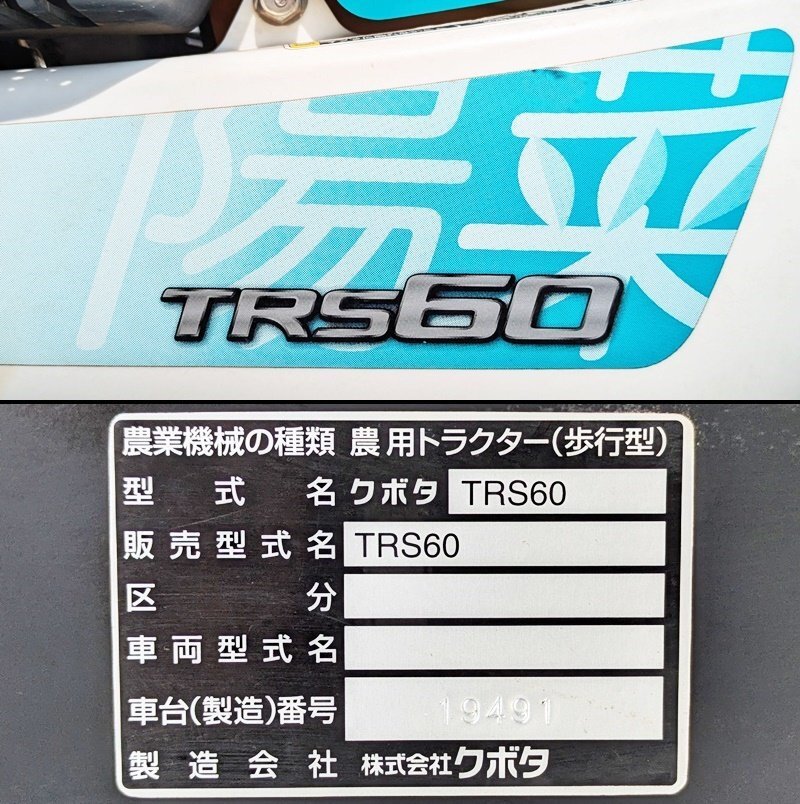 陽菜
TRS60
農業機械の種類 農用トラクター(歩行型)
型式名 クボタ TRS60
販売型式名 TRS60
区分
車両型式名
車台(製造)番号 19491
製造会社 株式会社クボタ